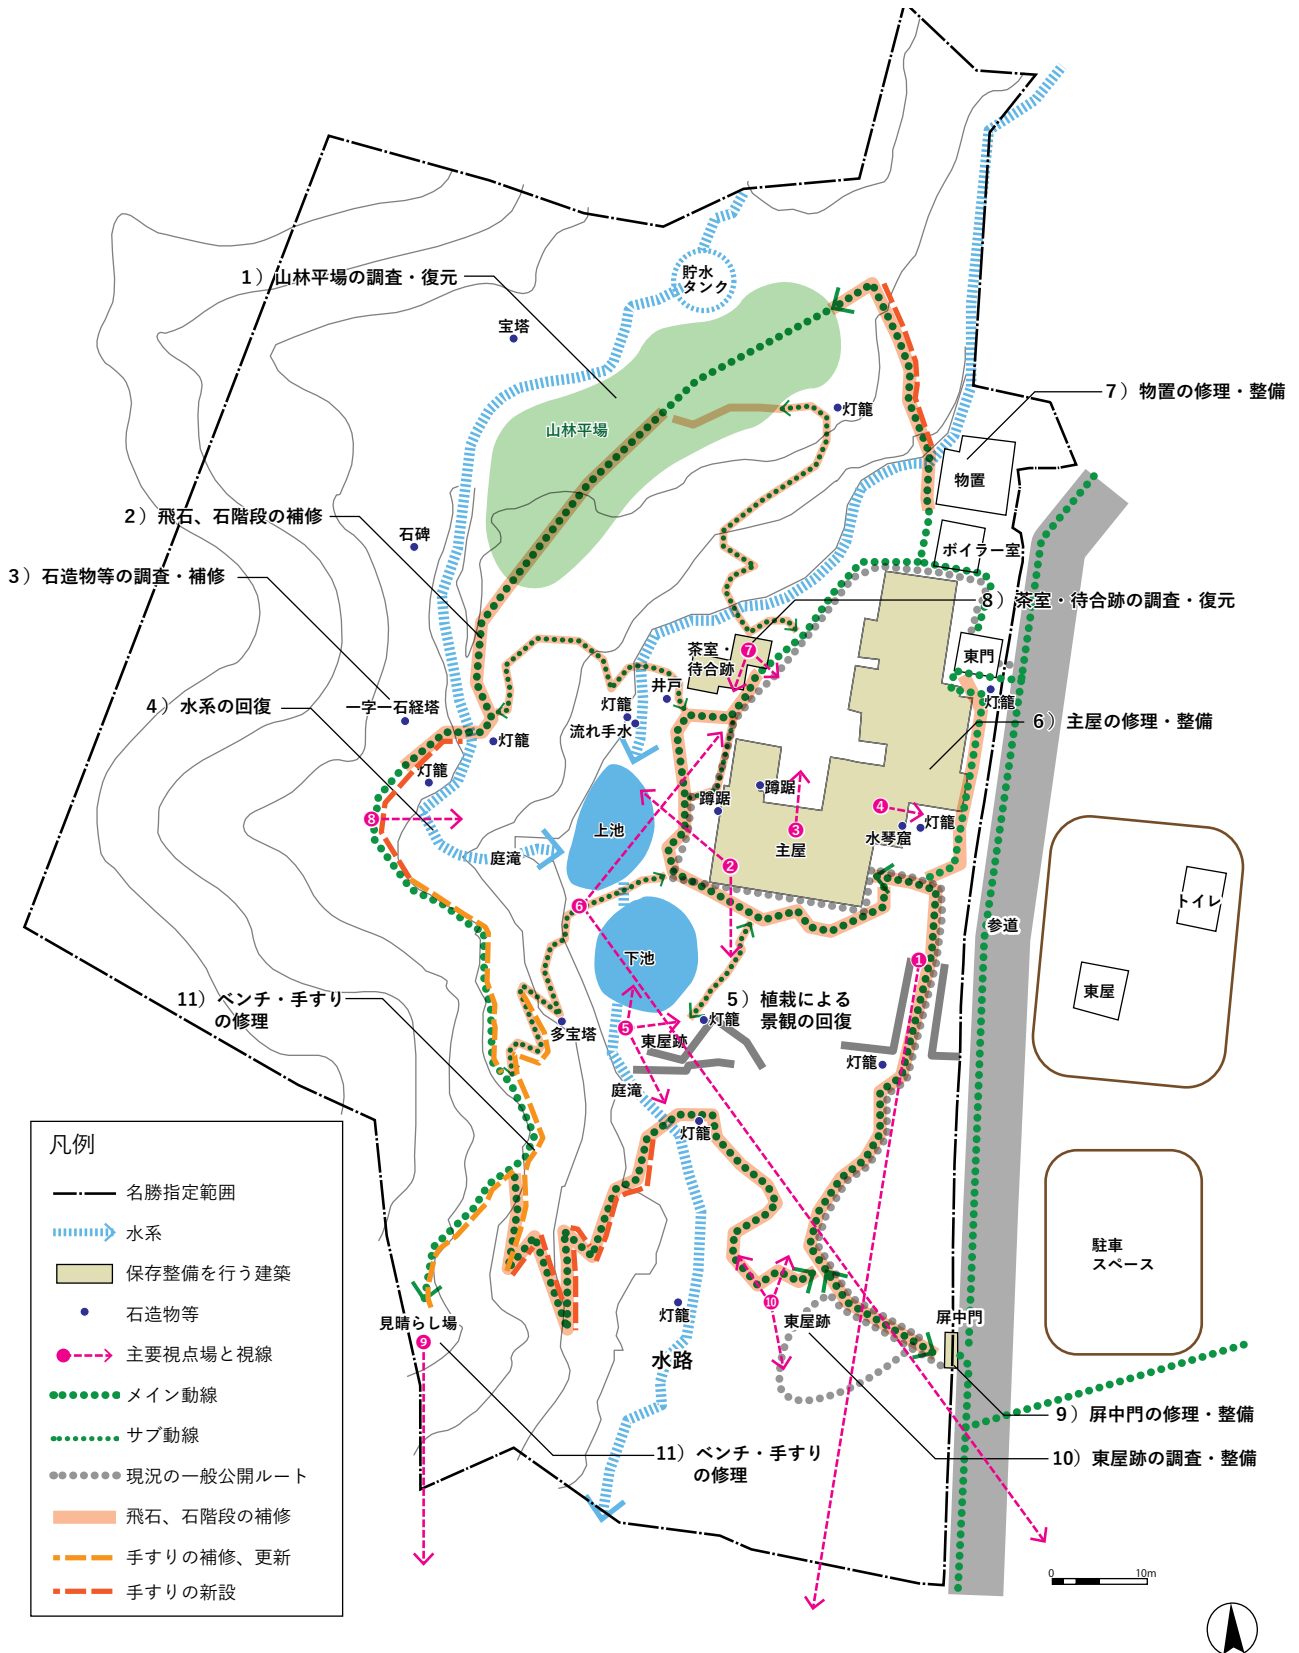 貯水
タンク
1）山林平場の調査・復元
宝塔
7）物置の修理・整備
灯籠
山林平場
物置
2）飛石、石階段の補修
石碑
ボイラー室
3）石造物等の調査・補修
8）茶室・待合跡の調査・復元
茶室・
待合跡
7
東門
井戸
4）水系の回復
一字一石経塔
灯籠
灯籠
6）主屋の修理・整備
流れ手水
灯籠
灯籠
蹲踞
蹲踞
4
8
上池
3
水琴窟
灯籠
主屋
庭滝
2
トイレ
6
参道
下池
1
東屋
11）ベンチ・手すり
の修理
5）植栽による
景観の回復
多宝塔
5
灯籠
東屋跡
灯籠
庭滝
灯籠
凡例
名勝指定範囲
水系
保存整備を行う建築
石造物等
主要視点場と視線
メイン動線
サブ動線
現況の一般公開ルート
飛石、石階段の補修
手すりの補修、更新
手すりの新設
駐車
スペース
見晴らし場
9
灯籠
10
東屋跡
屏中門
水路
9）屏中門の修理・整備
11）ベンチ・手すり
の修理
10）東屋跡の調査・整備
0
10m